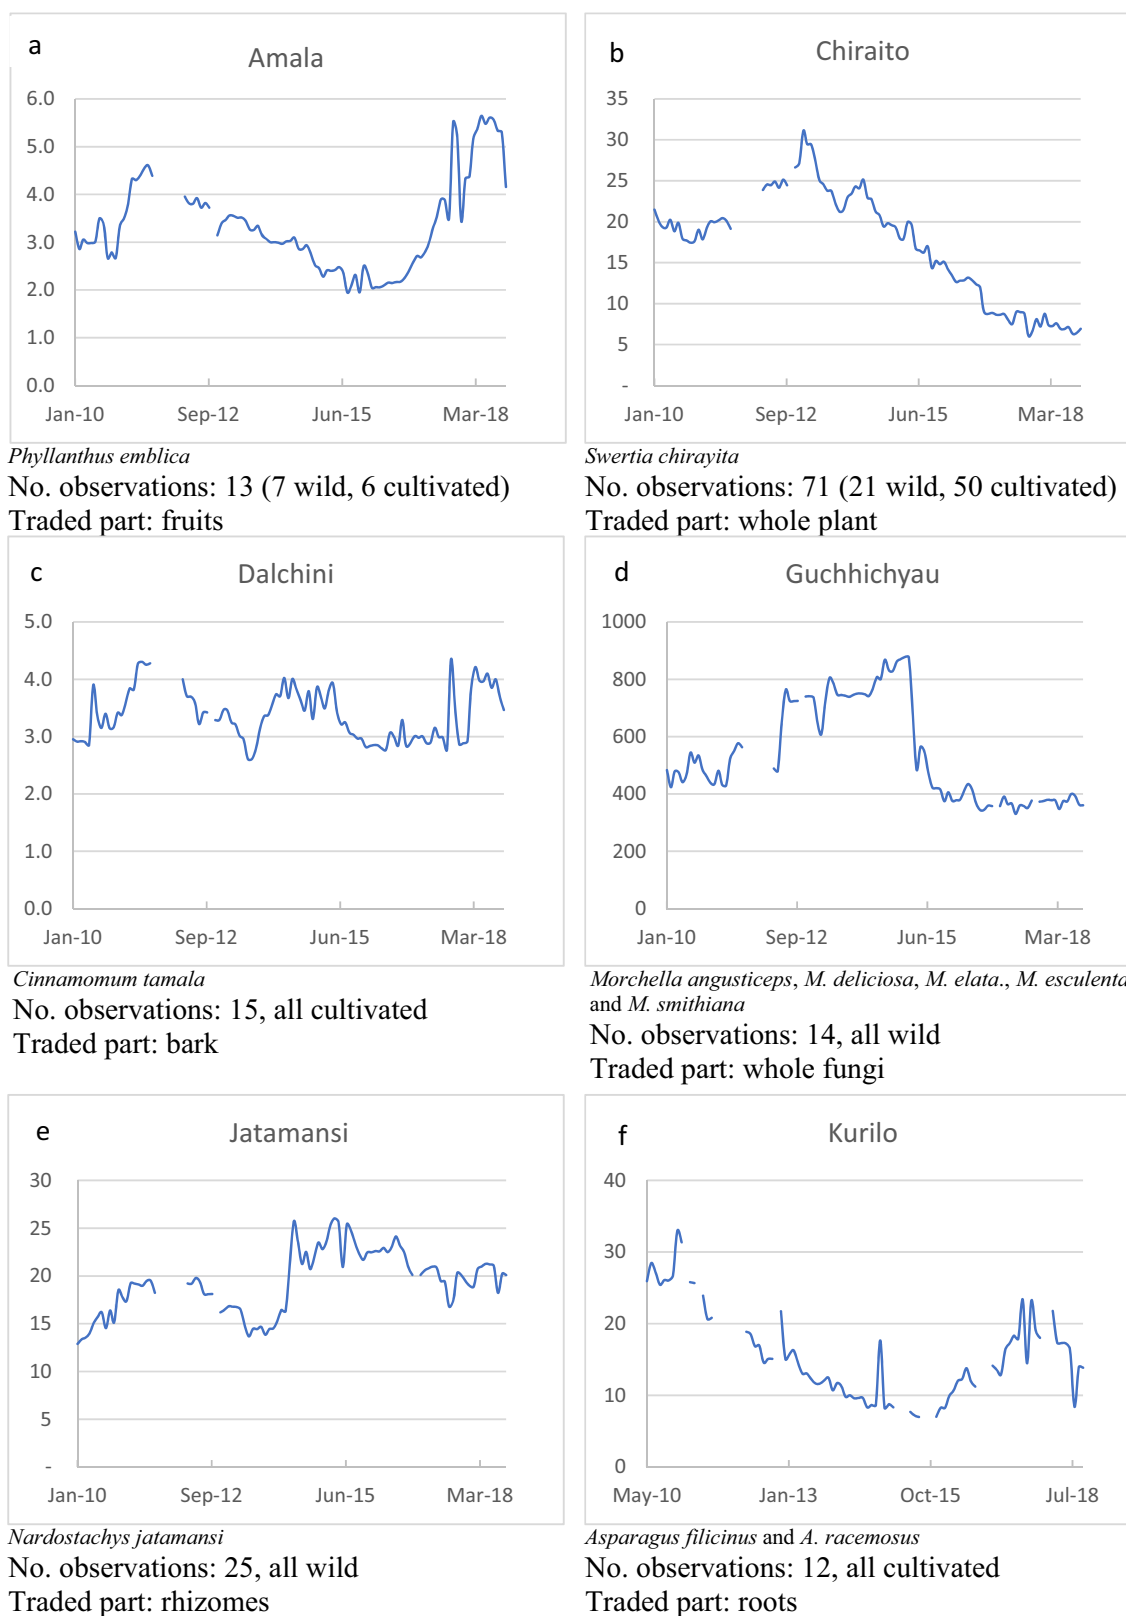 a
Amala
6.0
5.0
4.0
3.0
2.0
1.0
0.0
Jan-10 Sep-12 Jun-15 Mar-18
Phyllanthus emblica
No. observations: 13 (7 wild, 6 cultivated)
Traded part: fruits
b
Chiraito
35
30
25
20
15
10
5
-
Jan-10 Sep-12 Jun-15 Mar-18
Swertia chirayita
No. observations: 71 (21 wild, 50 cultivated)
Traded part: whole plant
c
Dalchini
5.0
4.0
3.0
2.0
1.0
0.0
Jan-10 Sep-12 Jun-15 Mar-18
Cinnamomum tamala
No. observations: 15, all cultivated
Traded part: bark
d
Guchhichyau
1000
800
600
400
200
0
Jan-10 Sep-12 Jun-15 Mar-18
Morchella angusticeps, M. deliciosa, M. elata., M. esculenta
and M. smithiana
No. observations: 14, all wild
Traded part: whole fungi
e
Jatamansi
30
25
20
15
10
5
-
Jan-10 Sep-12 Jun-15 Mar-18
Nardostachys jatamansi
No. observations: 25, all wild
Traded part: rhizomes
f
Kurilo
40
30
20
10
0
May-10 Jan-13 Oct-15 Jul-18
Asparagus filicinus and A. racemosus
No. observations: 12, all cultivated
Traded part: roots